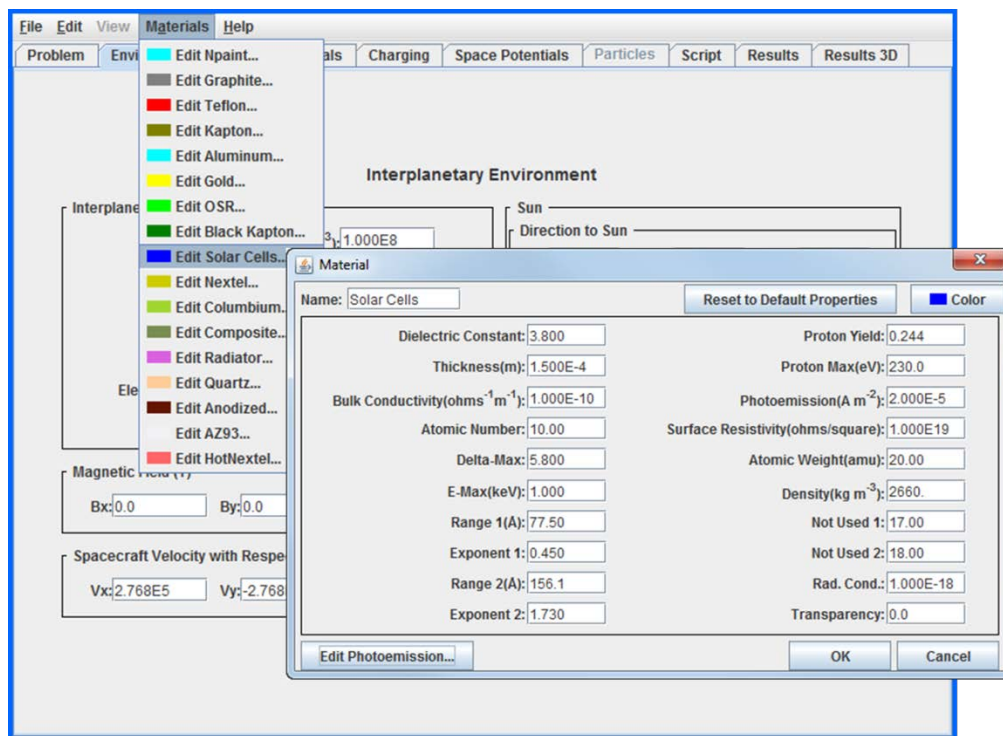 File Edit View Materials Help
Problem Envi als Charging Space Potentials Particles Script Results Results 3D
Edit Npaint...
Edit Graphite...
Edit Teflon...
Edit Kapton...
Edit Aluminum...
Edit Gold...
Edit OSR...
Edit Black Kapton...
Edit Solar Cells...
Edit Nextel...
Edit Columbium...
Edit Composite...
Edit Radiator...
Edit Quartz...
Edit Anodized...
Edit AZ93...
Edit HotNextel...
Interplanetary Environment
Interplane
³): 1.000E8
Sun
Direction to Sun
Ele
Magnetic Field (T)
Bx: 0.0 By: 0.0
Spacecraft Velocity with Respe
Vx: 2.768E5 Vy: -2.768
Material
Name: Solar Cells Reset to Default Properties Color
Dielectric Constant: 3.800 Proton Yield: 0.244
Thickness(m): 1.500E-4 Proton Max(eV): 230.0
Bulk Conductivity(ohms⁻¹m⁻¹): 1.000E-10 Photoemission(A m⁻²): 2.000E-5
Atomic Number: 10.00 Surface Resistivity(ohms/square): 1.000E19
Delta-Max: 5.800 Atomic Weight(amu): 20.00
E-Max(keV): 1.000 Density(kg m⁻³): 2660.
Range 1(Å): 77.50 Not Used 1: 17.00
Exponent 1: 0.450 Not Used 2: 18.00
Range 2(Å): 156.1 Rad. Cond.: 1.000E-18
Exponent 2: 1.730 Transparency: 0.0
Edit Photoemission... OK Cancel